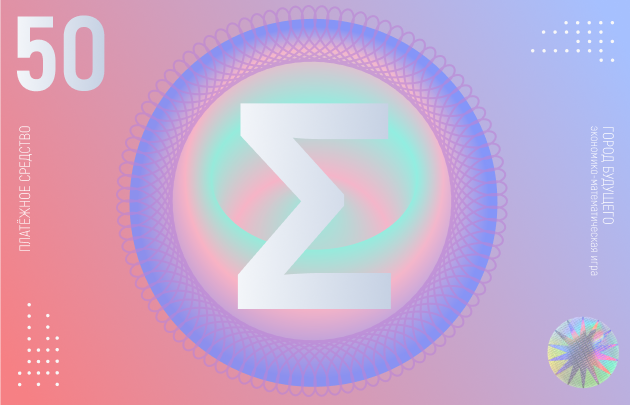 50
Σ
ПЛАТЁЖНОЕ СРЕДСТВО
ГОРОД БУДУЩЕГО
экономико-математическая игра